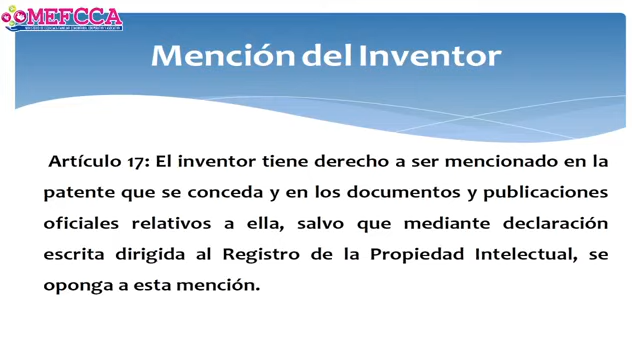 MEFCCA
Mención del Inventor
Artículo 17: El inventor tiene derecho a ser mencionado en la
patente que se conceda y en los documentos y publicaciones
oficiales relativos a ella, salvo que mediante declaración
escrita dirigida al Registro de la Propiedad Intelectual, se
oponga a esta mención.